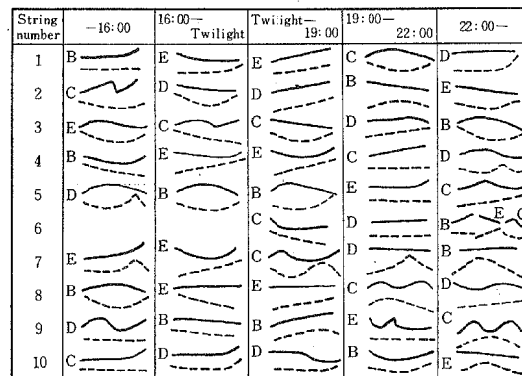 String number −16:00 16:00− Twilight Twilight− 19:00 19:00− 22:00 22:00−
1 B E E C D
2 C D D B E
3 E C C D B
4 B E E C D
5 D B B E C
6 C D B E
7 E E C D B
8 B E E C D
9 D B B E C
10 C D D B E